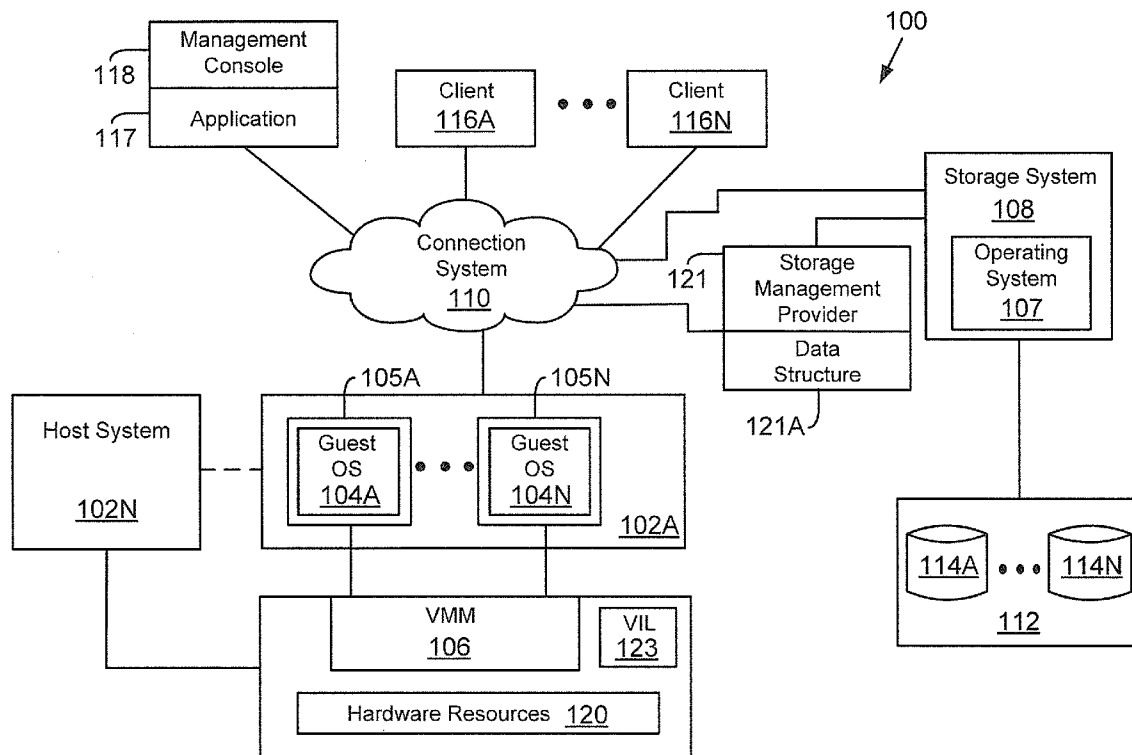 100
Management
Console
118
Application
117
Client
116A
Client
116N
Connection
System
110
Storage System
108
Operating
System
107
121
Storage
Management
Provider
Data
Structure
121A
105A
105N
Host System
102N
Guest
OS
104A
Guest
OS
104N
102A
114A
114N
112
VMM
106
VIL
123
Hardware Resources 120